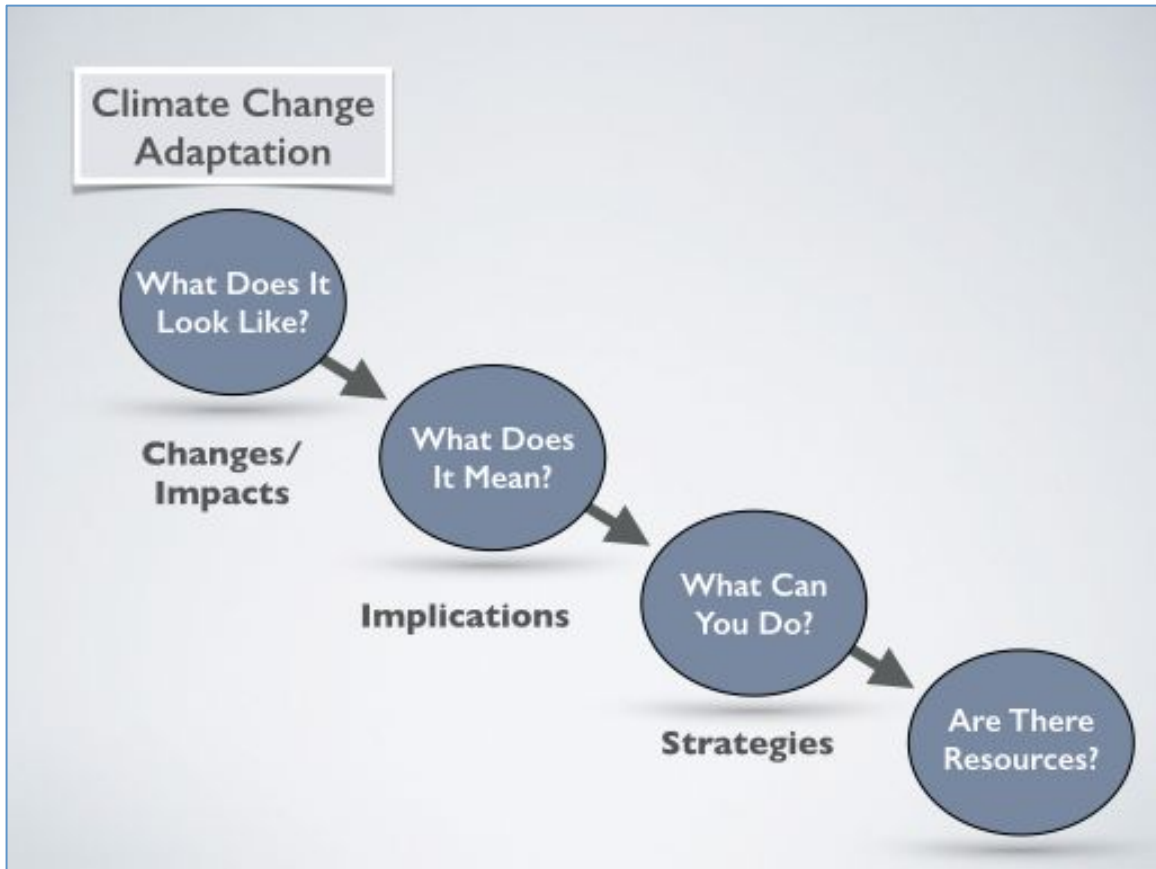 Climate Change
Adaptation
What Does It
Look Like?
Changes/
Impacts
What Does
It Mean?
Implications
What Can
You Do?
Strategies
Are There
Resources?